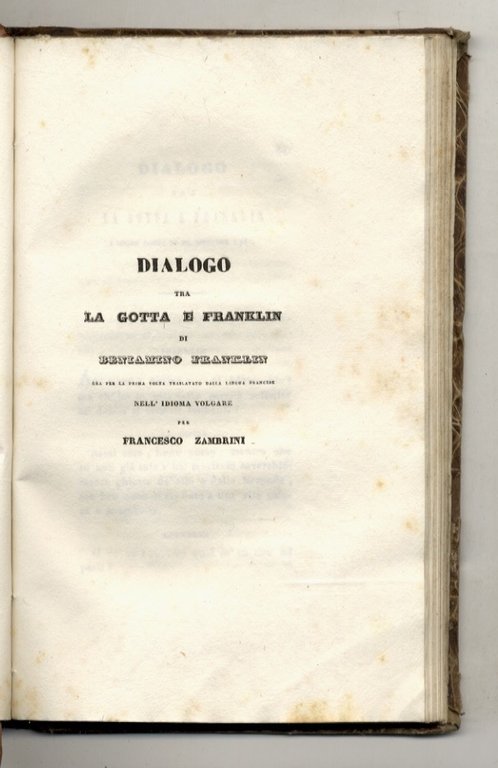 DIALOGO
TRA
LA GOTTA E FRANKLIN
DI
BENIAMINO FRANKLIN
ORA PER LA PRIMA VOLTA TRASLATATO DALLA LINGUA FRANCESE
NELL' IDIOMA VOLGARE
PER
FRANCESCO ZAMBRINI